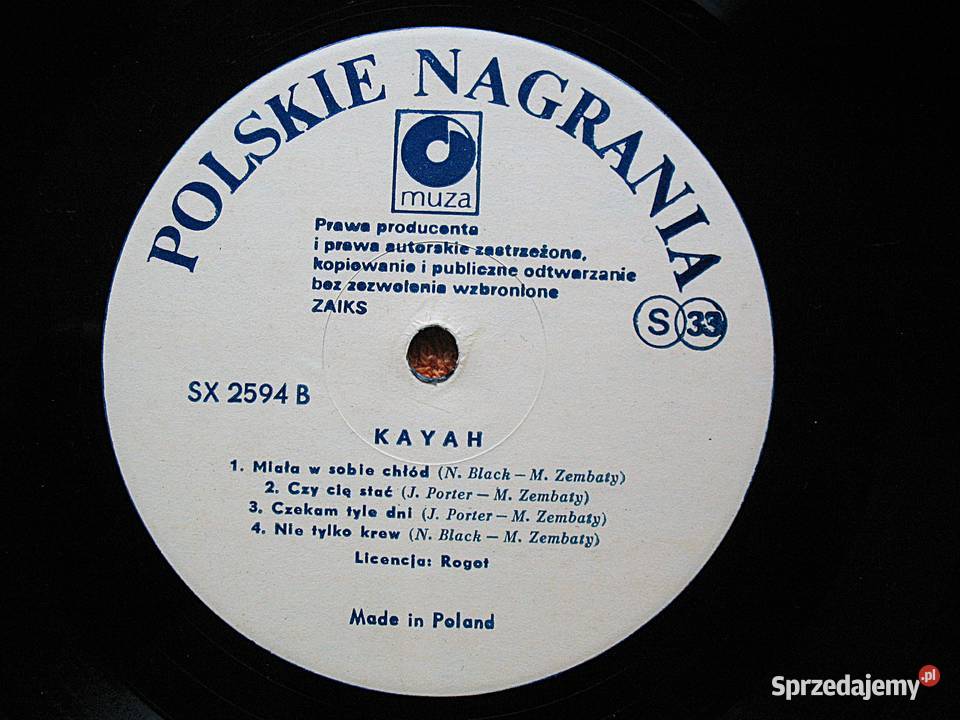 POLSKIE NAGRANIA
muza
Prawa producenta
i prawa autorskie zastrzeżone,
kopiowanie i publiczne odtwarzanie
bez zezwolenia wzbronione
ZAIKS
S 33
SX 2594 B
KAYAH
1. Miała w sobie chłód (N. Black — M. Zembaty)
2. Czy cię stać (J. Porter — M. Zembaty)
3. Czekam tyle dni (J. Porter — M. Zembaty)
4. Nie tylko krew (N. Black — M. Zembaty)
Licencja: Rogot
Made in Poland
Sprzedajemy.pl